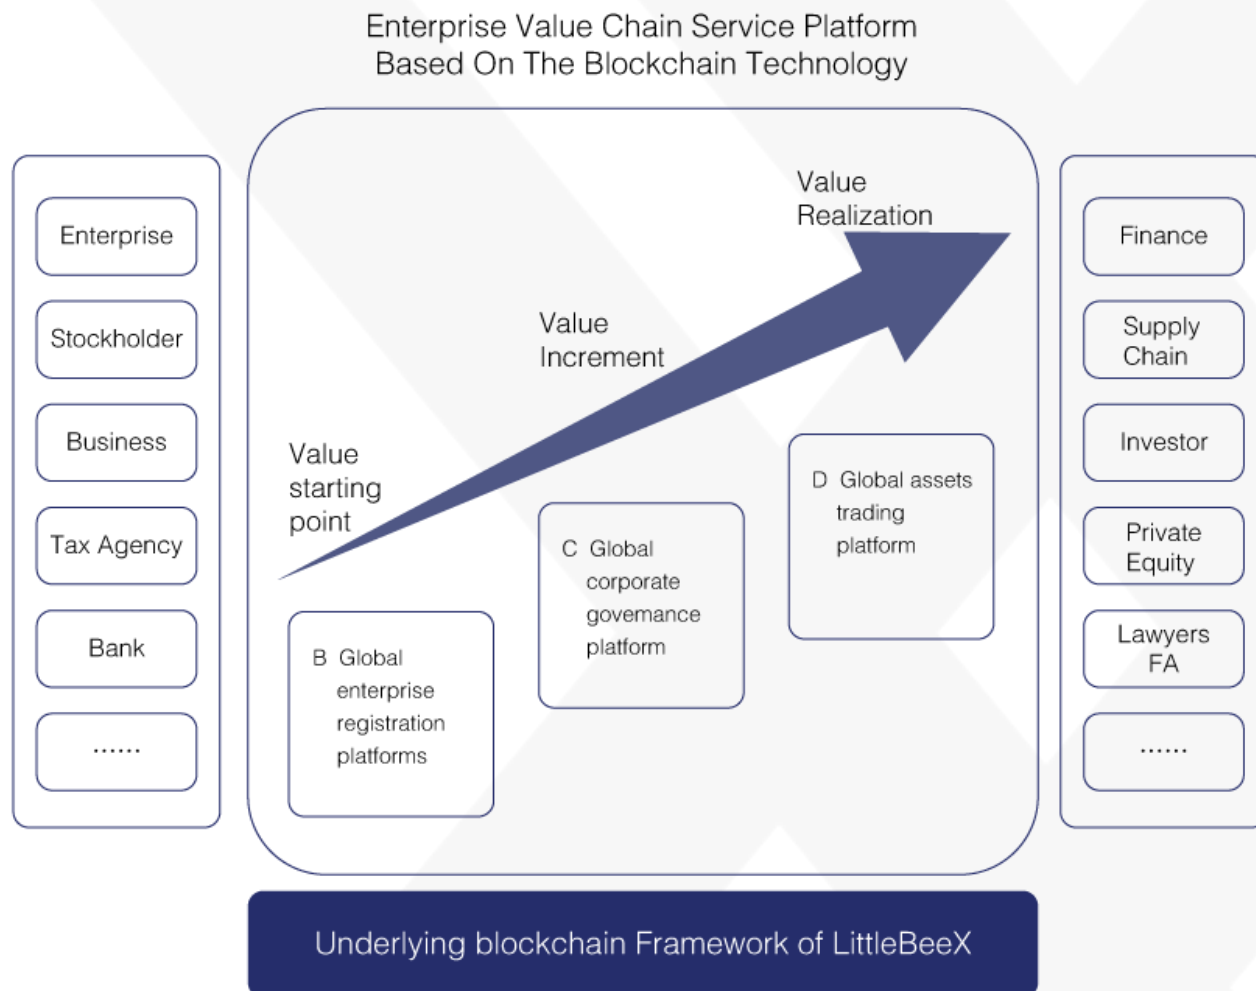 Enterprise Value Chain Service Platform
Based On The Blockchain Technology
Enterprise
Stockholder
Business
Tax Agency
Bank
......
Value
starting
point
Value
Increment
Value
Realization
B Global
enterprise
registration
platforms
C Global
corporate
govemance
platform
D Global assets
trading
platform
Finance
Supply
Chain
Investor
Private
Equity
Lawyers
FA
......
Underlying blockchain Framework of LittleBeeX